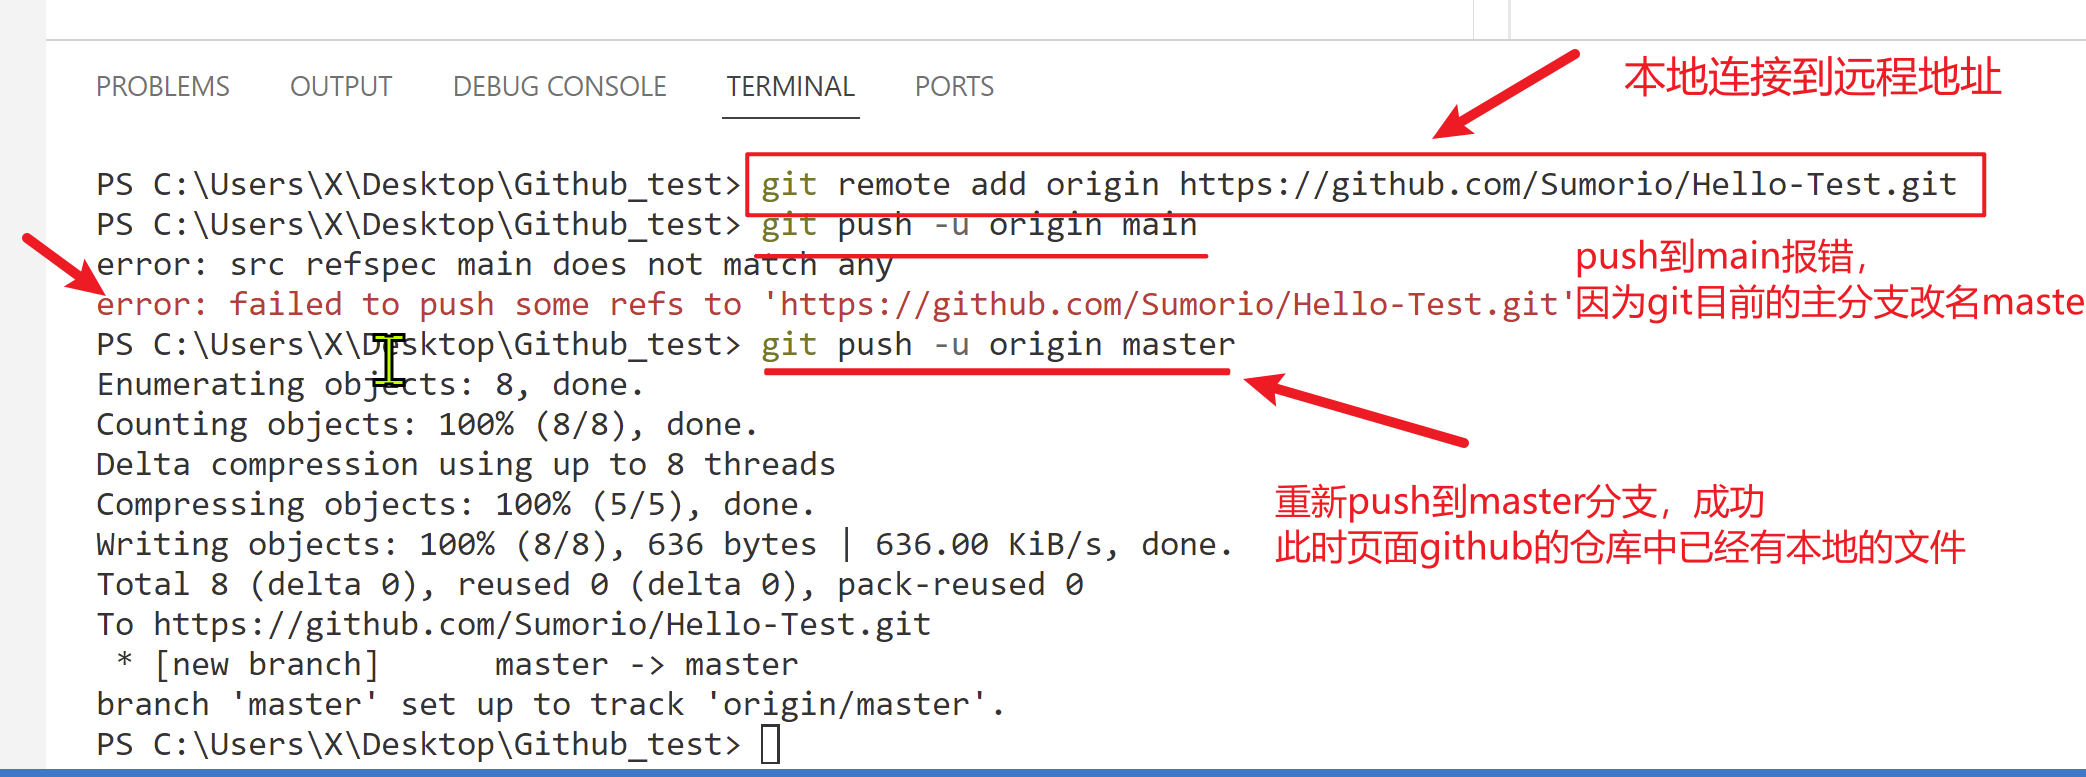 PROBLEMS OUTPUT DEBUG CONSOLE TERMINAL PORTS
本地连接到远程地址
PS C:\Users\X\Desktop\Github_test> git remote add origin https://github.com/Sumorio/Hello-Test.git
PS C:\Users\X\Desktop\Github_test> git push -u origin main
error: src refspec main does not match any
error: failed to push some refs to 'https://github.com/Sumorio/Hello-Test.git'
push到main报错，
因为git目前的主分支改名master
PS C:\Users\X\Desktop\Github_test> git push -u origin master
Enumerating objects: 8, done.
Counting objects: 100% (8/8), done.
Delta compression using up to 8 threads
Compressing objects: 100% (5/5), done.
Writing objects: 100% (8/8), 636 bytes | 636.00 KiB/s, done.
Total 8 (delta 0), reused 0 (delta 0), pack-reused 0
To https://github.com/Sumorio/Hello-Test.git
 * [new branch]      master -> master
branch 'master' set up to track 'origin/master'.
PS C:\Users\X\Desktop\Github_test>
重新push到master分支，成功
此时页面github的仓库中已经有本地的文件